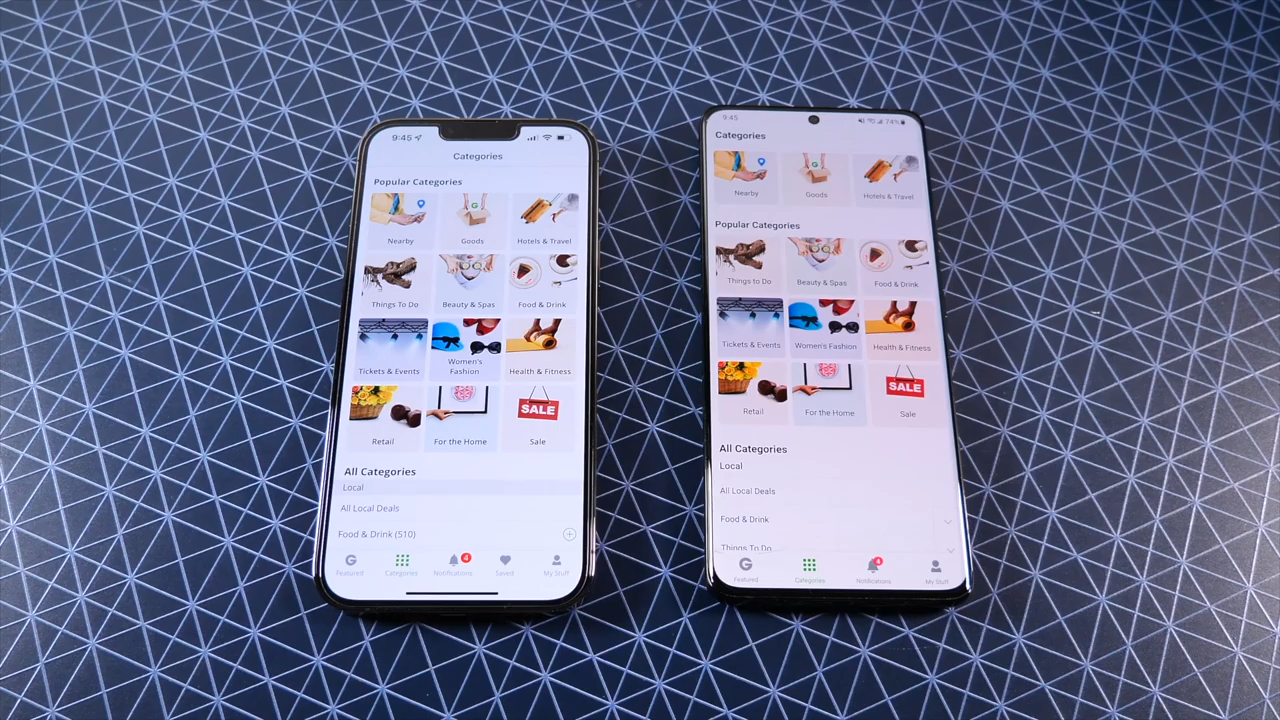 9:45
Categories
Popular Categories
Nearby
Goods
Hotels & Travel
Things To Do
Beauty & Spas
Food & Drink
Tickets & Events
Women's
Fashion
Health & Fitness
Retail
For the Home
SALE
Sale
All Categories
Local
All Local Deals
Food & Drink (510)
G
4
Featured
Categories
Notifications
Saved
My Stuff
9:45
74%
Categories
Nearby
Goods
Hotels & Travel
Popular Categories
Things to Do
Beauty & Spas
Food & Drink
Tickets & Events
Women's Fashion
Health & Fitness
Retail
For the Home
SALE
Sale
All Categories
Local
All Local Deals
Food & Drink
Things To Do
G
4
Featured
Categories
Notifications
My Stuff